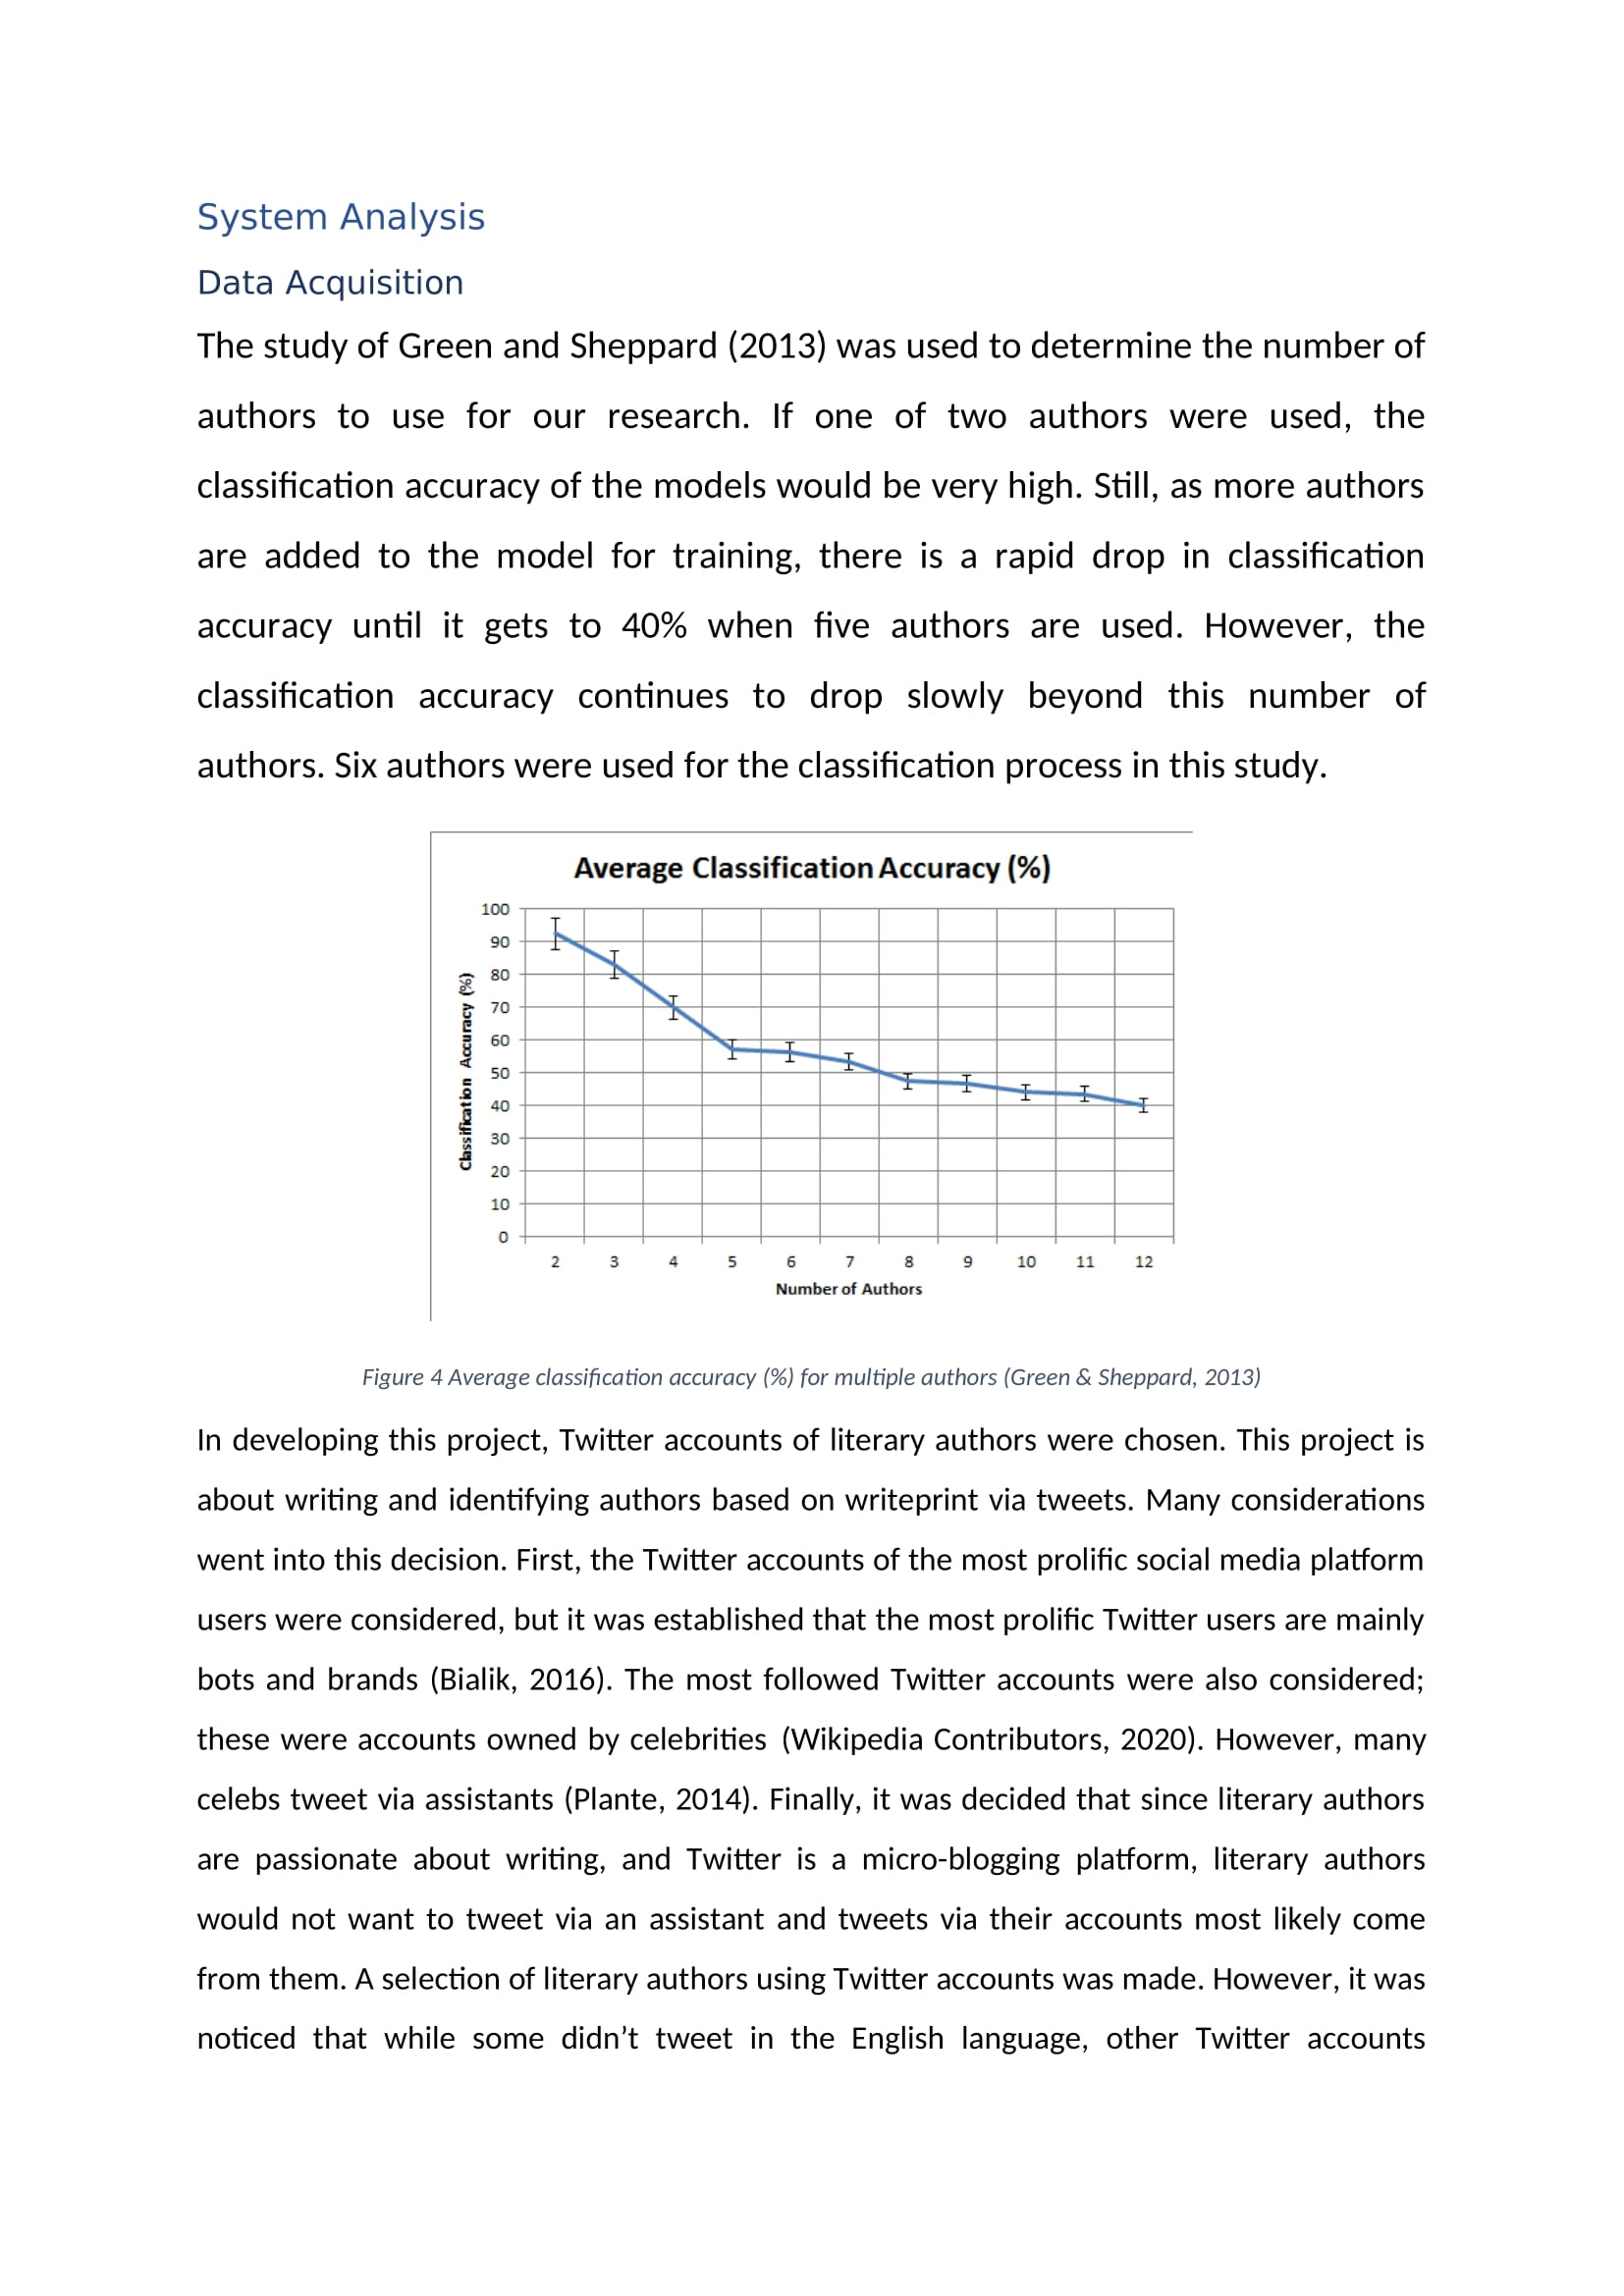 System Analysis
Data Acquisition
The study of Green and Sheppard (2013) was used to determine the number of
authors to use for our research. If one of two authors were used, the
classification accuracy of the models would be very high. Still, as more authors
are added to the model for training, there is a rapid drop in classification
accuracy until it gets to 40% when five authors are used. However, the
classification accuracy continues to drop slowly beyond this number of
authors. Six authors were used for the classification process in this study.
Average Classification Accuracy (%)
Classification Accuracy (%)
100
90
80
70
60
50
40
30
20
10
0
2 3 4 5 6 7 8 9 10 11 12
Number of Authors
Figure 4 Average classification accuracy (%) for multiple authors (Green & Sheppard, 2013)
In developing this project, Twitter accounts of literary authors were chosen. This project is
about writing and identifying authors based on writeprint via tweets. Many considerations
went into this decision. First, the Twitter accounts of the most prolific social media platform
users were considered, but it was established that the most prolific Twitter users are mainly
bots and brands (Bialik, 2016). The most followed Twitter accounts were also considered;
these were accounts owned by celebrities (Wikipedia Contributors, 2020). However, many
celebs tweet via assistants (Plante, 2014). Finally, it was decided that since literary authors
are passionate about writing, and Twitter is a micro-blogging platform, literary authors
would not want to tweet via an assistant and tweets via their accounts most likely come
from them. A selection of literary authors using Twitter accounts was made. However, it was
noticed that while some didn’t tweet in the English language, other Twitter accounts